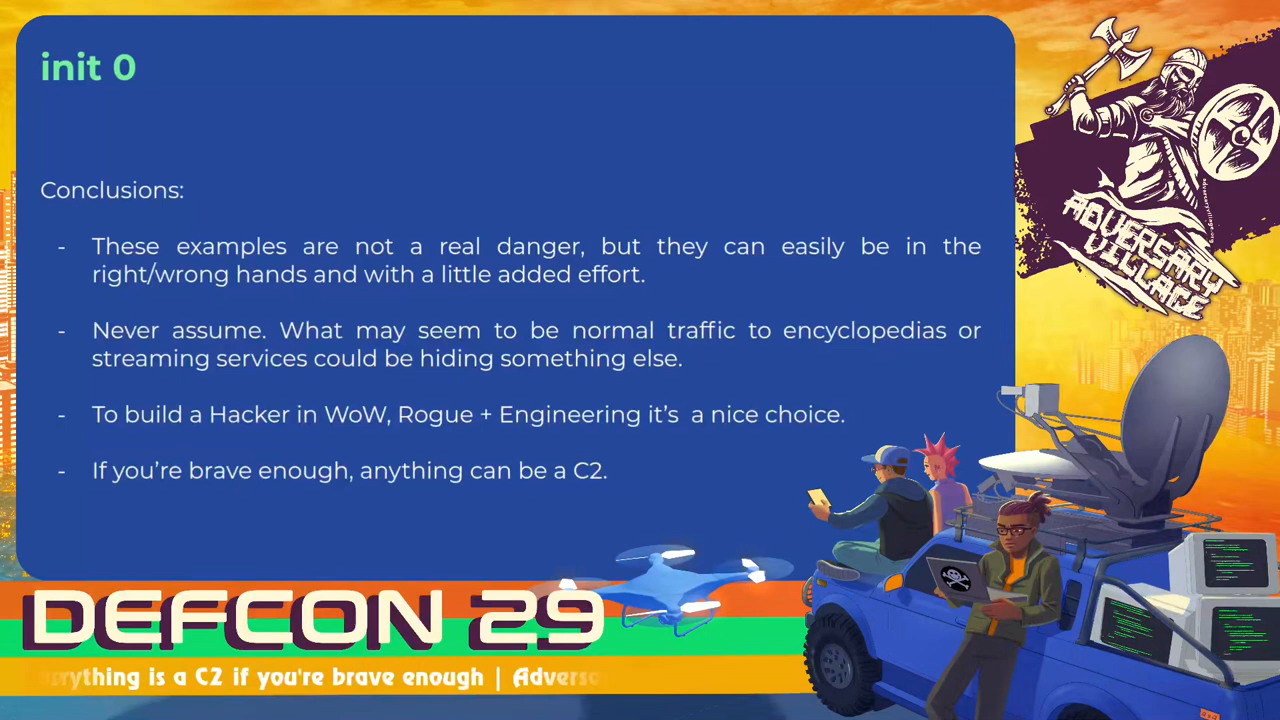 init 0
Conclusions:
- These examples are not a real danger, but they can easily be in the
right/wrong hands and with a little added effort.
- Never assume. What may seem to be normal traffic to encyclopedias or
streaming services could be hiding something else.
- To build a Hacker in WoW, Rogue + Engineering it's  a nice choice.
- If you're brave enough, anything can be a C2.
ADVERSARY
VILLAGE
DEFCON 29
rything is a C2 if you're brave enough | Advers